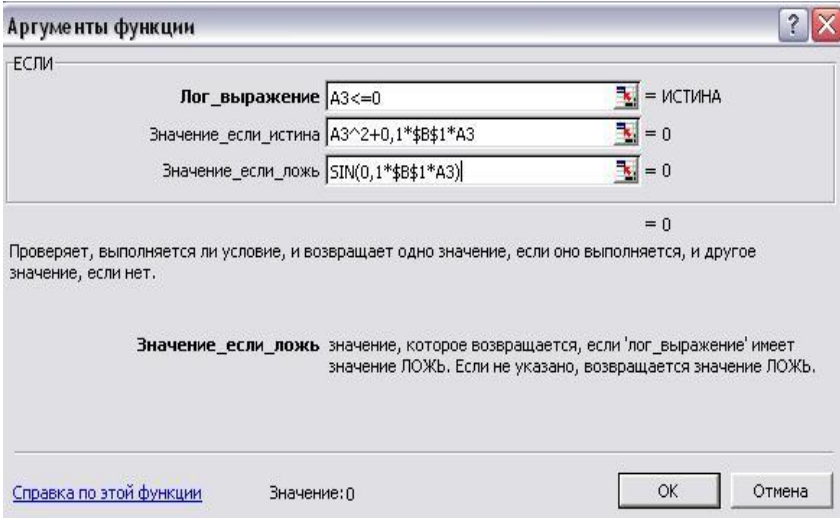 Аргументы функции
ЕСЛИ
Лог_выражение A3<=0 = ИСТИНА
Значение_если_истина A3^2+0,1*$B$1*A3 = 0
Значение_если_ложь SIN(0,1*$B$1*A3) = 0
= 0
Проверяет, выполняется ли условие, и возвращает одно значение, если оно выполняется, и другое
значение, если нет.
Значение_если_ложь значение, которое возвращается, если 'лог_выражение' имеет
значение ЛОЖЬ. Если не указано, возвращается значение ЛОЖЬ.
Справка по этой функции Значение:0 ОК Отмена